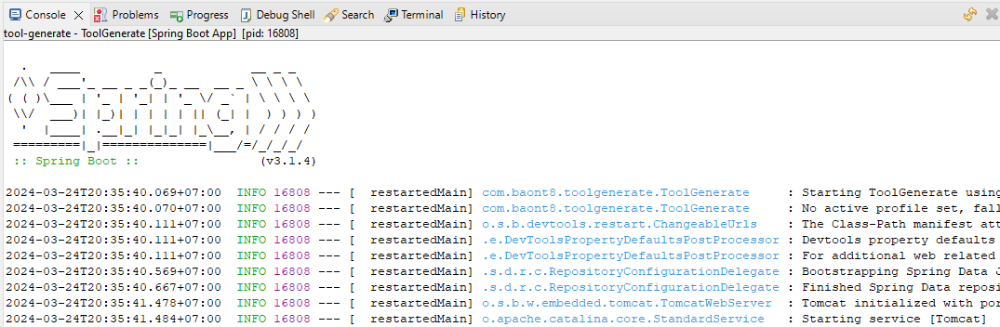 Console Problems Progress Debug Shell Search Terminal History
tool-generate - ToolGenerate [Spring Boot App] [pid: 16808]
  .   ____          _            __ _ _
 /\\ / ___'_ __ _ _(_)_ __  __ _ \ \ \ \
( ( )\___ | '_ | '_| | '_ \/ _` | \ \ \ \
 \\/  ___)| |_)| | | | | || (_| |  ) ) ) )
  '  |____| .__|_| |_|_| |_\__, | / / / /
 =========|_|==============|___/=/_/_/_/
 :: Spring Boot ::                (v3.1.4)
2024-03-24T20:35:40.069+07:00  INFO 16808 --- [  restartedMain] com.baont8.toolgenerate.ToolGenerate     : Starting ToolGenerate using
2024-03-24T20:35:40.070+07:00  INFO 16808 --- [  restartedMain] com.baont8.toolgenerate.ToolGenerate     : No active profile set, fall
2024-03-24T20:35:40.111+07:00  INFO 16808 --- [  restartedMain] o.s.b.devtools.restart.ChangeableUrls    : The Class-Path manifest att
2024-03-24T20:35:40.111+07:00  INFO 16808 --- [  restartedMain] .e.DevToolsPropertyDefaultsPostProcessor : Devtools property defaults
2024-03-24T20:35:40.111+07:00  INFO 16808 --- [  restartedMain] .e.DevToolsPropertyDefaultsPostProcessor : For additional web related
2024-03-24T20:35:40.569+07:00  INFO 16808 --- [  restartedMain] .s.d.r.c.RepositoryConfigurationDelegate : Bootstrapping Spring Data J
2024-03-24T20:35:40.667+07:00  INFO 16808 --- [  restartedMain] .s.d.r.c.RepositoryConfigurationDelegate : Finished Spring Data reposi
2024-03-24T20:35:41.478+07:00  INFO 16808 --- [  restartedMain] o.s.b.w.embedded.tomcat.TomcatWebServer  : Tomcat initialized with por
2024-03-24T20:35:41.484+07:00  INFO 16808 --- [  restartedMain] o.apache.catalina.core.StandardService   : Starting service [Tomcat]